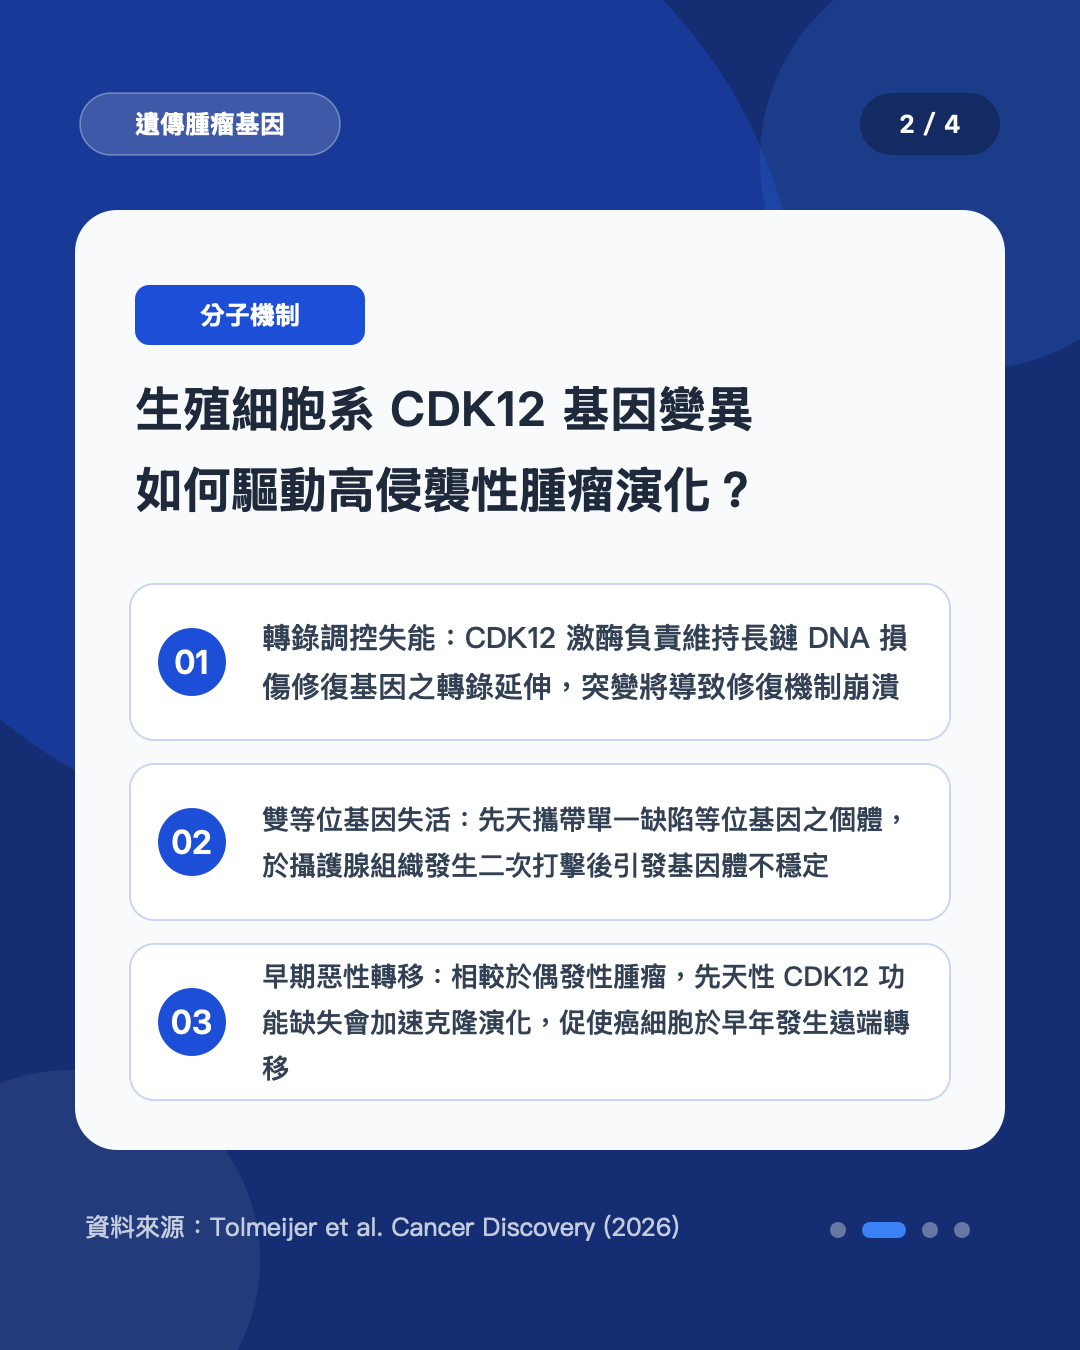 遺傳腫瘤基因
2 / 4
分子機制
生殖細胞系 CDK12 基因變異
如何驅動高侵襲性腫瘤演化？
01
轉錄調控失能：CDK12 激酶負責維持長鏈 DNA 損
傷修復基因之轉錄延伸，突變將導致修復機制崩潰
02
雙等位基因失活：先天攜帶單一缺陷等位基因之個體，
於攝護腺組織發生二次打擊後引發基因體不穩定
03
早期惡性轉移：相較於偶發性腫瘤，先天性 CDK12 功
能缺失會加速克隆演化，促使癌細胞於早年發生遠端轉
移
資料來源：Tolmeijer et al. Cancer Discovery (2026)